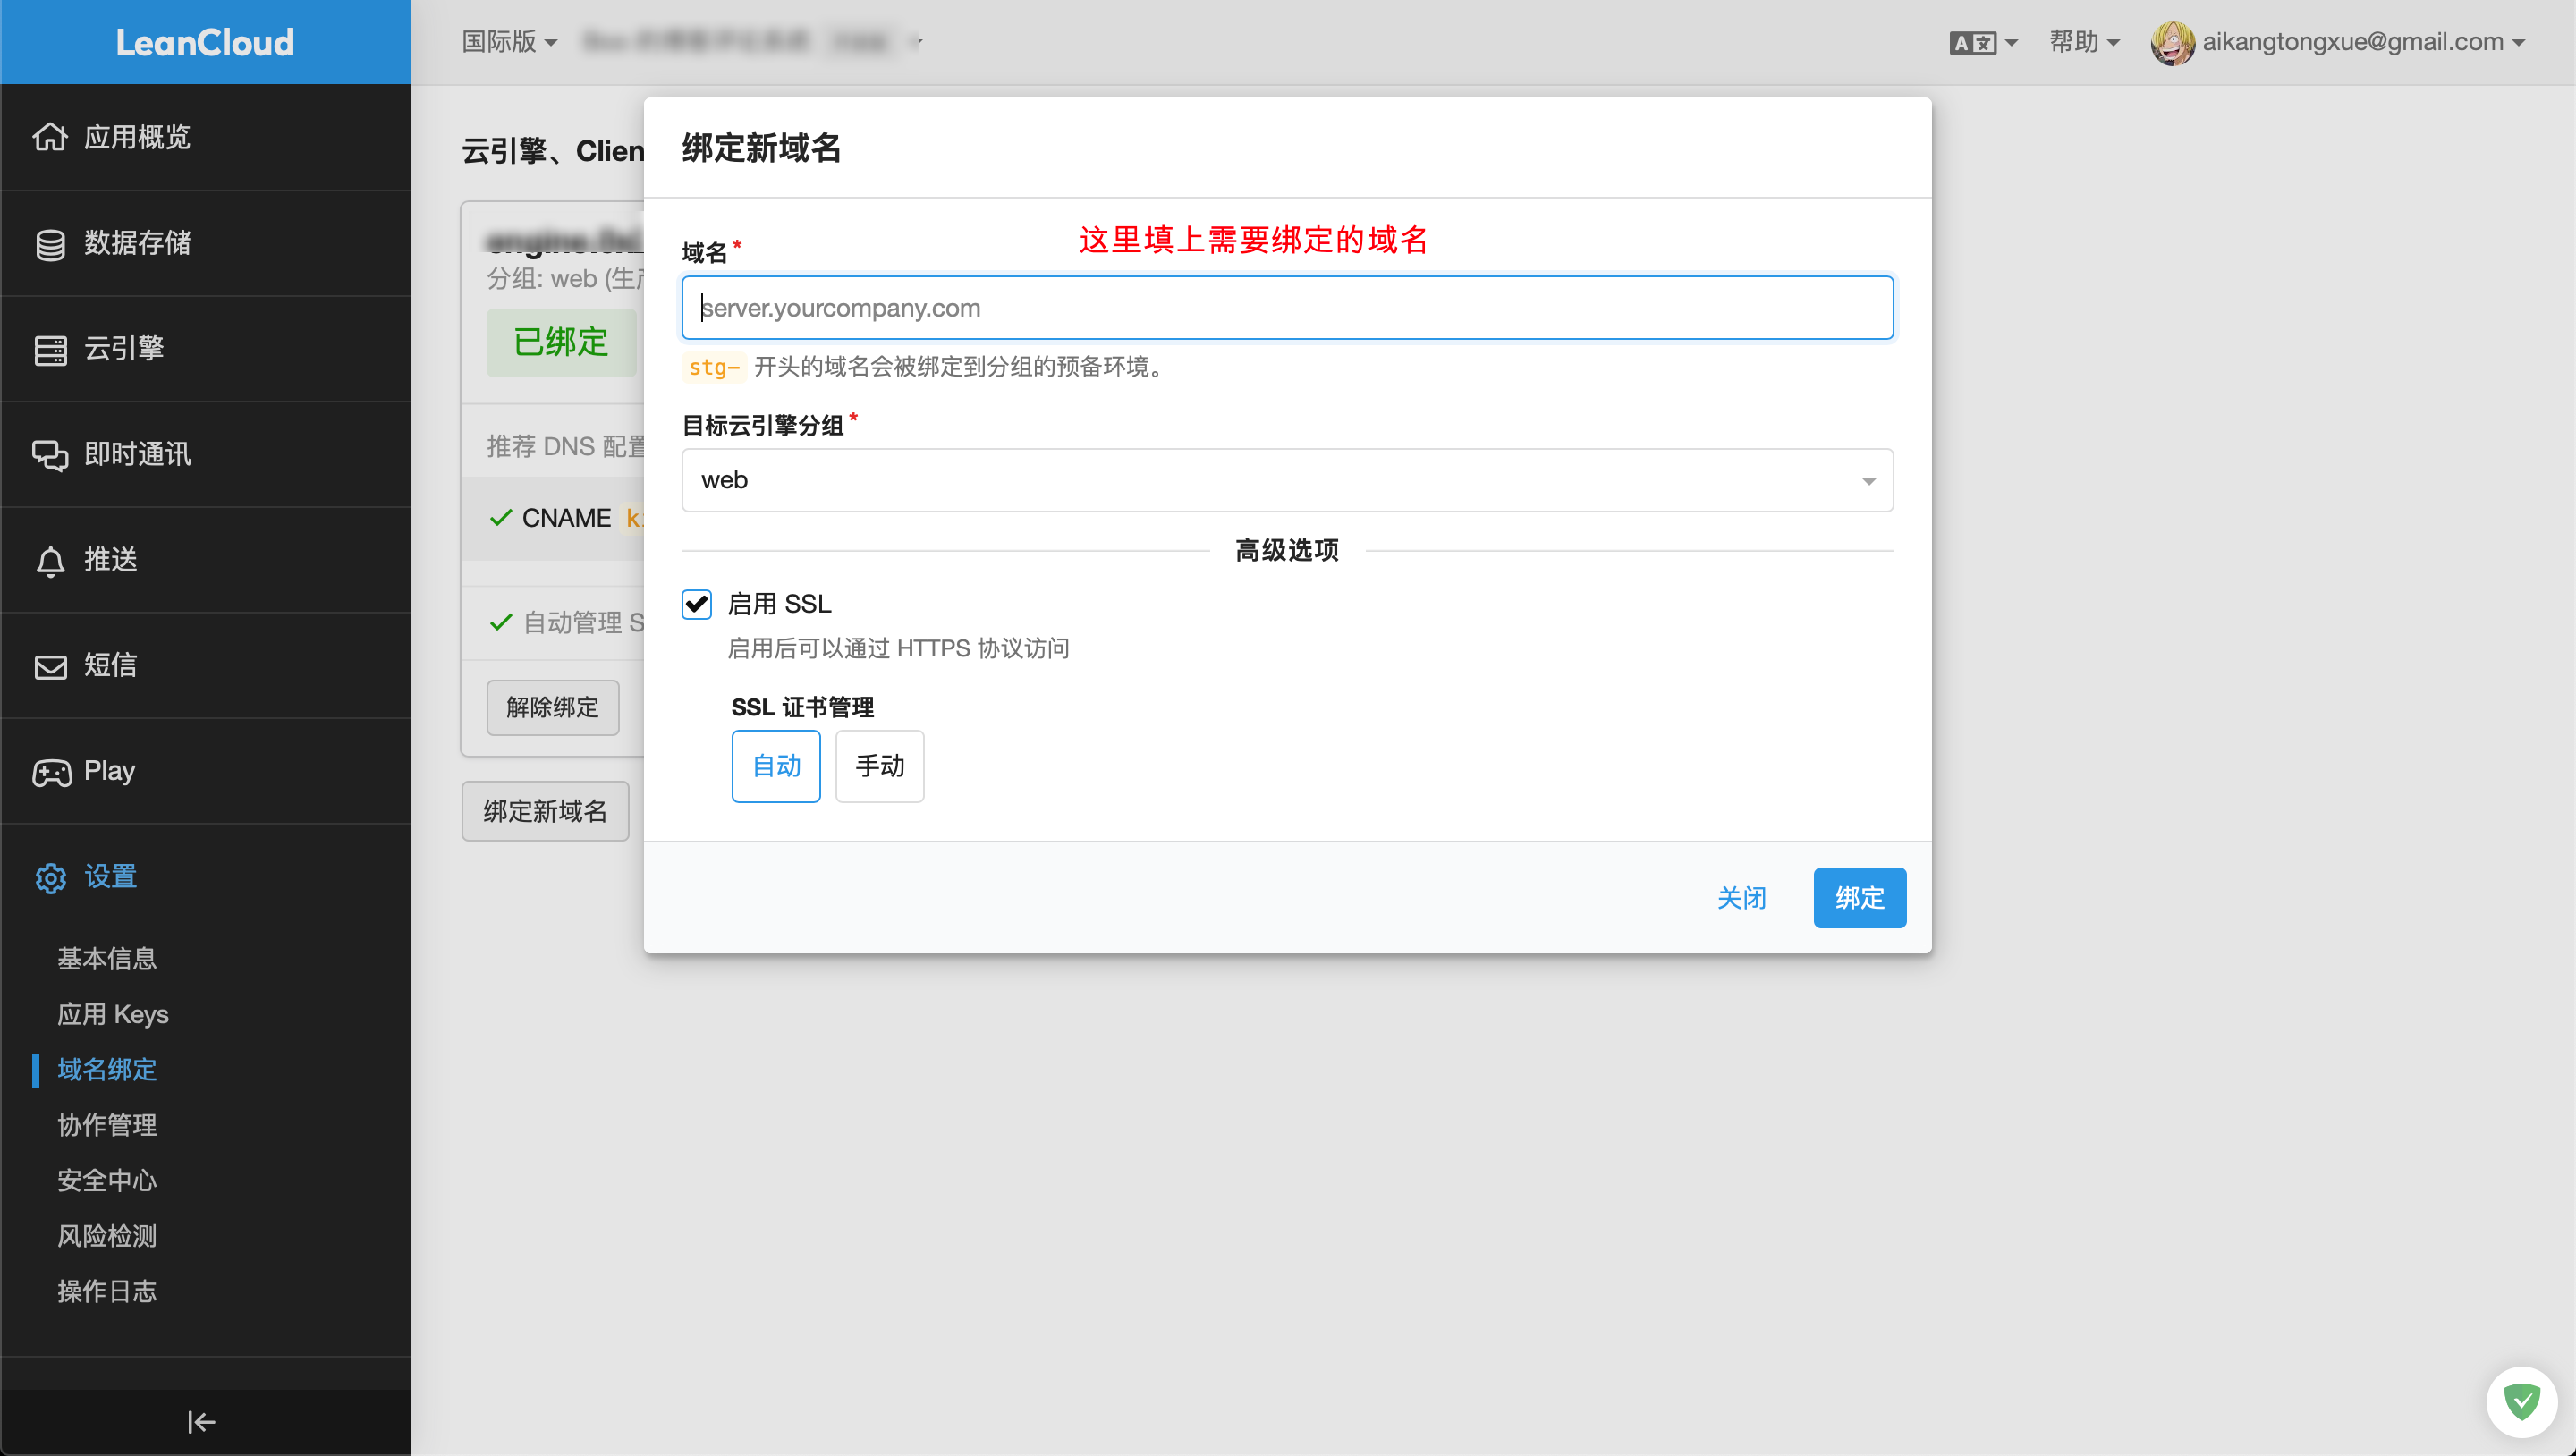 LeanCloud
国际版
帮助
aikangtongxue@gmail.com
应用概览
数据存储
云引擎
即时通讯
推送
短信
Play
设置
基本信息
应用 Keys
域名绑定
协作管理
安全中心
风险检测
操作日志
云引擎、Clien
分组: web (生产
已绑定
推荐 DNS 配置
CNAME k
自动管理 S
解除绑定
绑定新域名
绑定新域名
这里填上需要绑定的域名
域名 *
server.yourcompany.com
stg- 开头的域名会被绑定到分组的预备环境。
目标云引擎分组 *
web
高级选项
启用 SSL
启用后可以通过 HTTPS 协议访问
SSL 证书管理
自动
手动
关闭
绑定